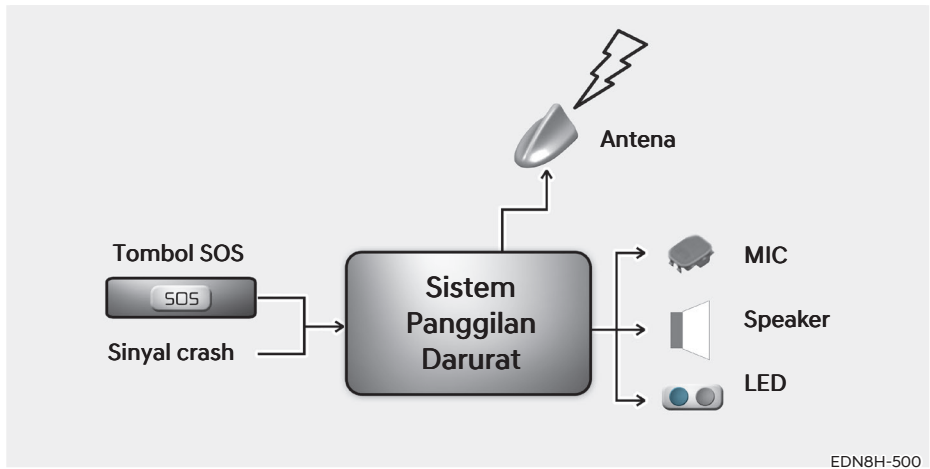 Antena
Tombol SOS
SOS
Sinyal crash
Sistem
Panggilan
Darurat
MIC
Speaker
LED
EDN8H-500